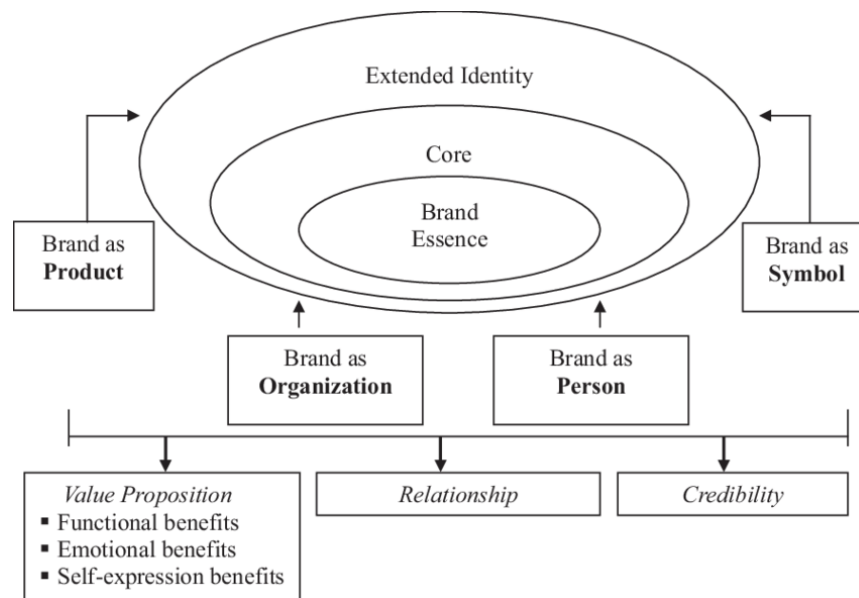 Extended Identity
Core
Brand
Essence
Brand as
Product
Brand as
Symbol
Brand as
Organization
Brand as
Person
Value Proposition
▪ Functional benefits
▪ Emotional benefits
▪ Self-expression benefits
Relationship
Credibility